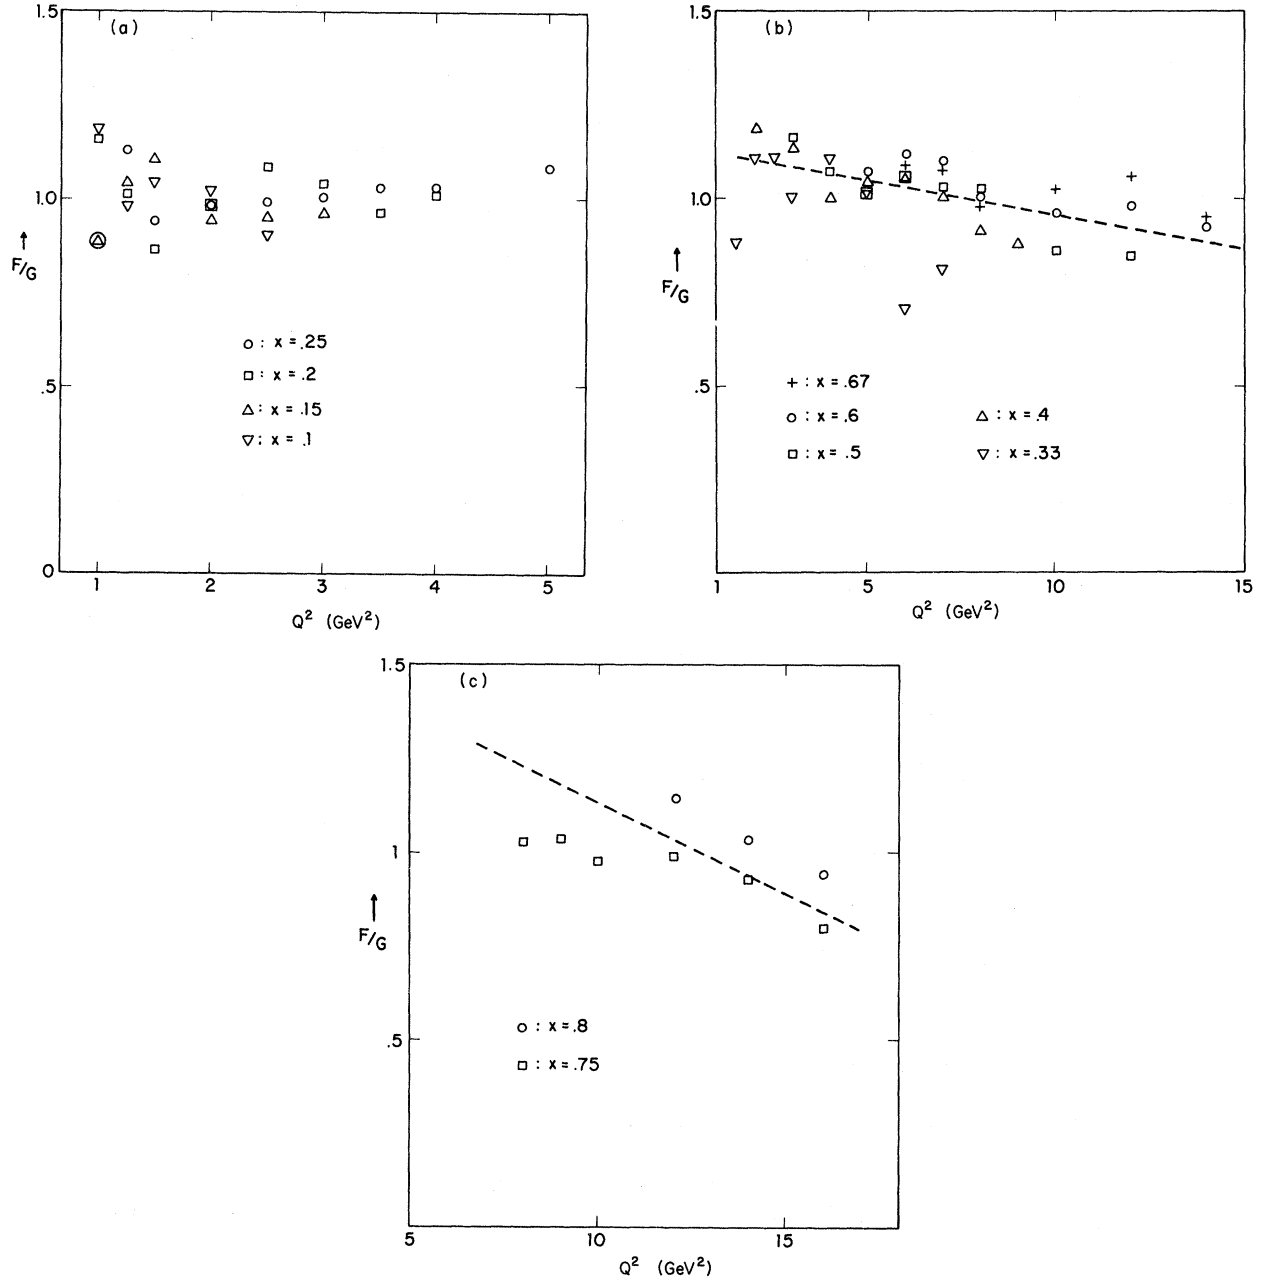 (a)
1.5
1.0
.5
0
F/G
○ : x = .25
□ : x = .2
△ : x = .15
▽ : x = .1
1 2 3 4 5
Q² (GeV²)
(b)
1.5
1.0
.5
F/G
+ : x = .67
○ : x = .6
□ : x = .5
△ : x = .4
▽ : x = .33
1 5 10 15
Q² (GeV²)
(c)
1.5
1
.5
F/G
○ : x = .8
□ : x = .75
5 10 15
Q² (GeV²)